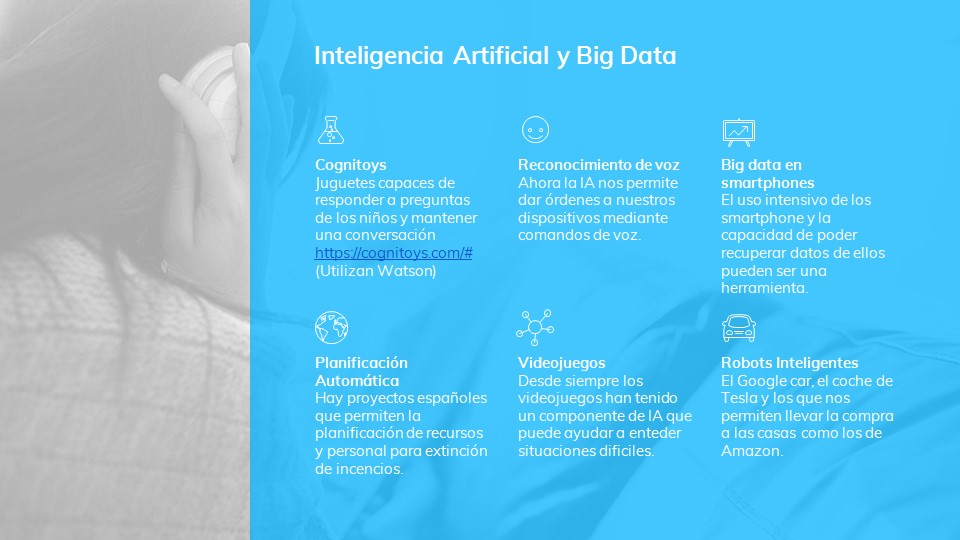 Inteligencia Artificial y Big Data
Cognitoys
Juguetes capaces de
responder a preguntas
de los niños y mantener
una conversación
https://cognitoys.com/#
(Utilizan Watson)
Reconocimiento de voz
Ahora la IA nos permite
dar órdenes a nuestros
dispositivos mediante
comandos de voz.
Big data en
smartphones
El uso intensivo de los
smartphone y la
capacidad de poder
recuperar datos de ellos
pueden ser una
herramienta.
Planificación
Automática
Hay proyectos españoles
que permiten la
planificación de recursos
y personal para extinción
de incencios.
Videojuegos
Desde siempre los
videojuegos han tenido
un componente de IA que
puede ayudar a enteder
situaciones dificiles.
Robots Inteligentes
El Google car, el coche de
Tesla y los que nos
permiten llevar la compra
a las casas como los de
Amazon.